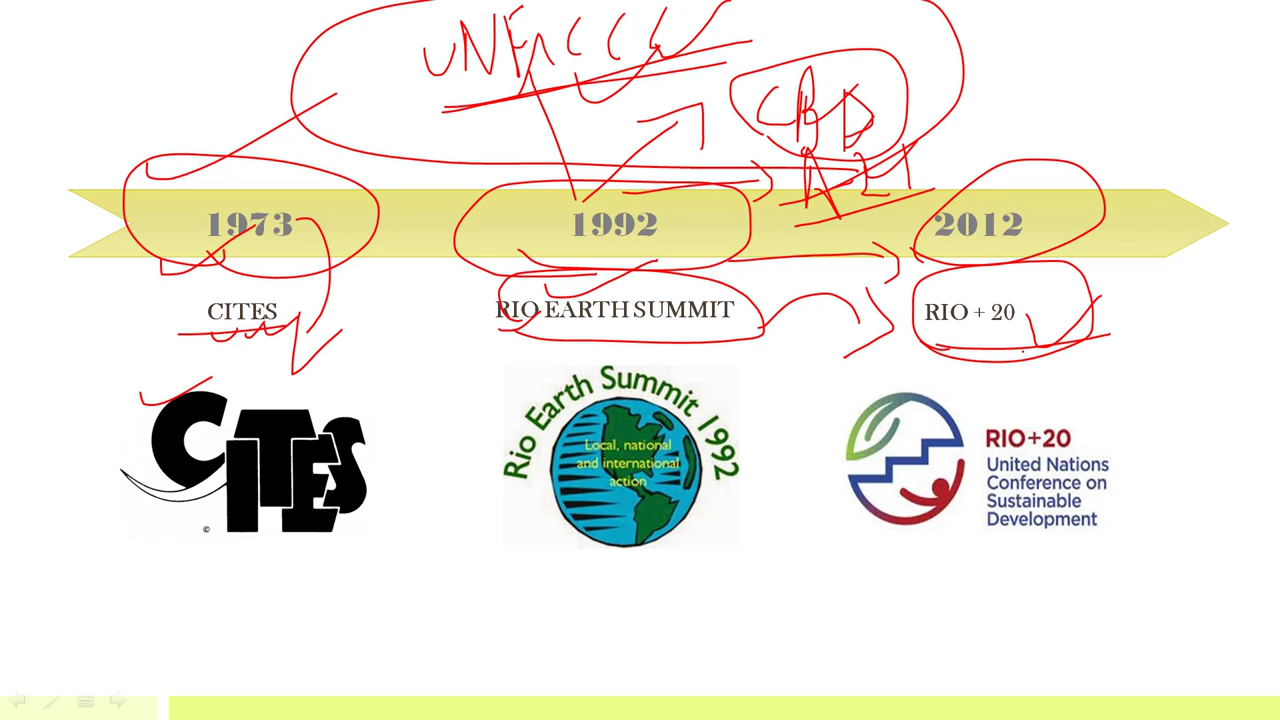 UNFCCC
CBD
A21
1973
1992
2012
CITES
RIO EARTH SUMMIT
RIO + 20
CITES
©
Rio Earth Summit 1992
Local, national
and international
action
RIO+20
United Nations
Conference on
Sustainable
Development